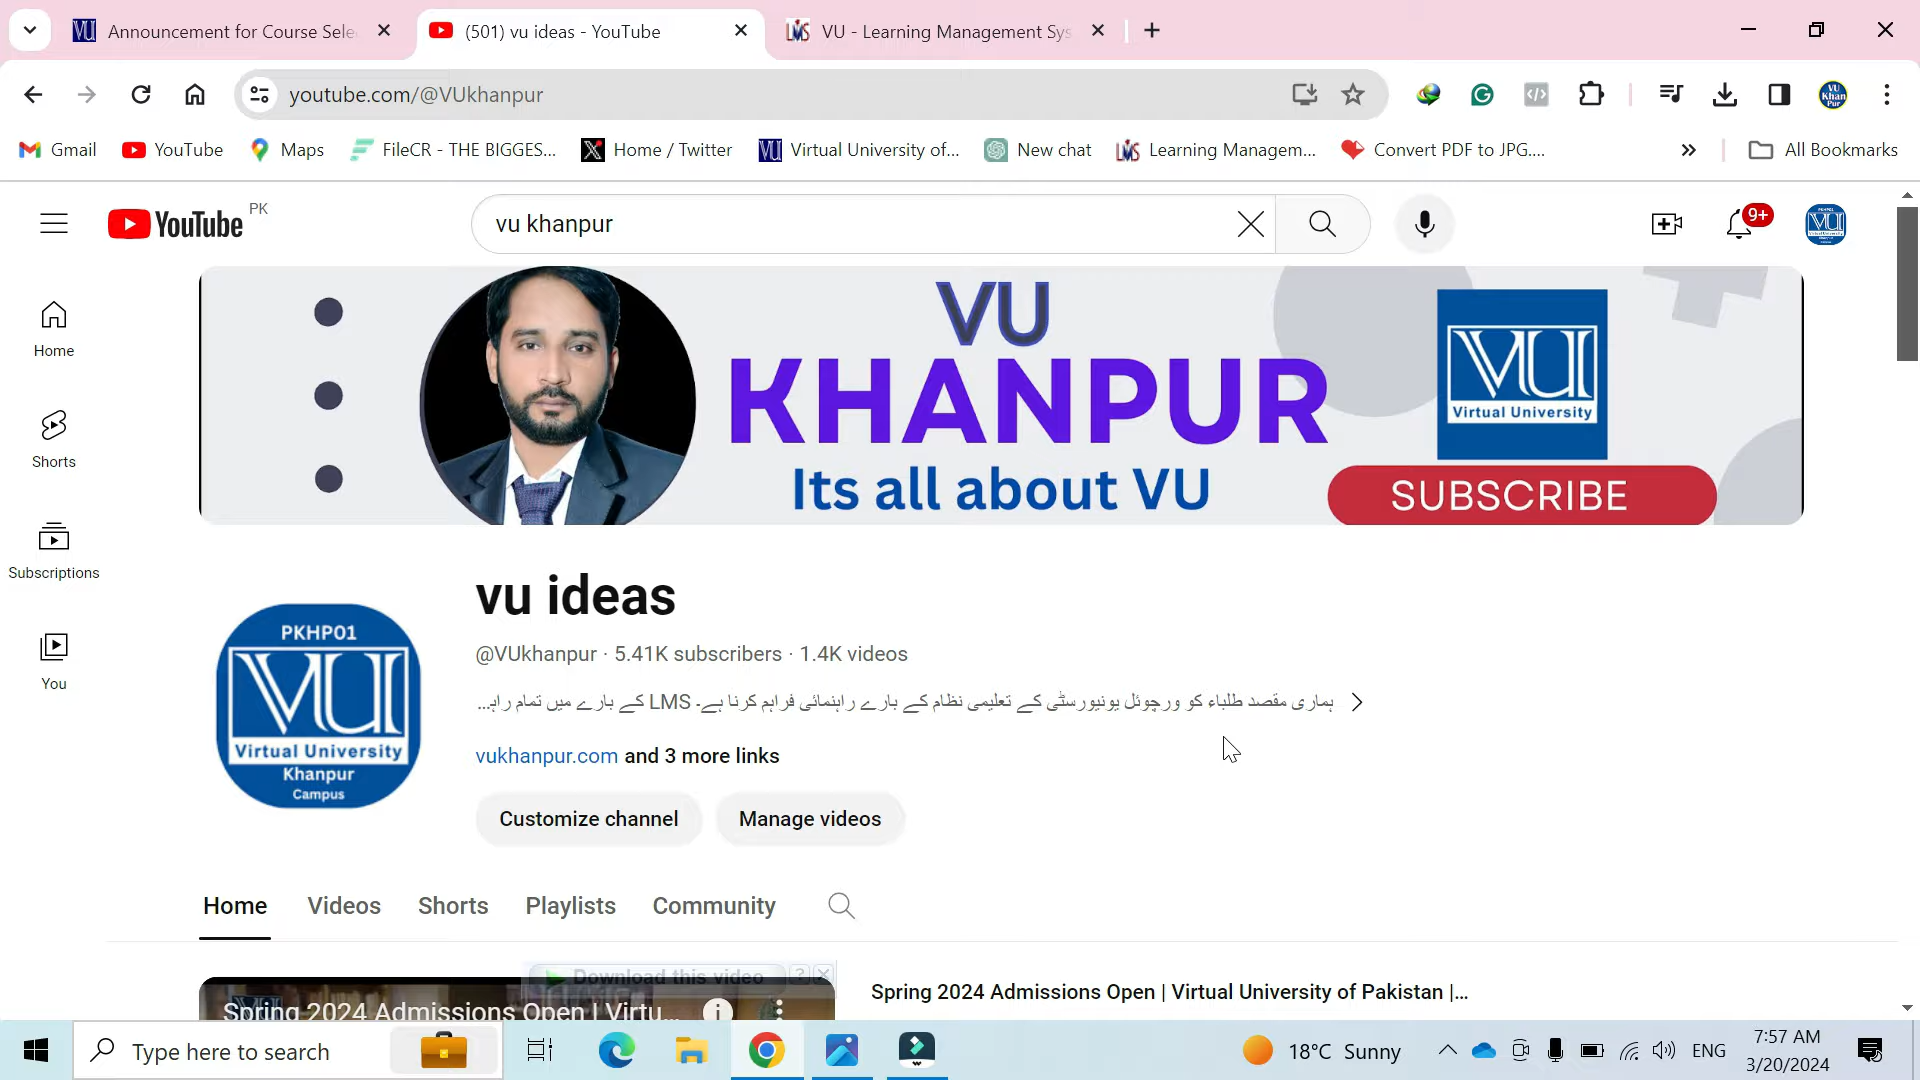 Announcement for Course Sele
(501) vu ideas - YouTube
VU - Learning Management Sys
youtube.com/@VUkhanpur
Gmail
YouTube
Maps
FileCR - THE BIGGES...
Home / Twitter
Virtual University of...
New chat
Learning Managem...
Convert PDF to JPG....
All Bookmarks
YouTube PK
vu khanpur
9+
Home
Shorts
Subscriptions
You
VU
KHANPUR
Its all about VU
VU
Virtual University
SUBSCRIBE
PKHP01
VU
Virtual University
Khanpur
Campus
vu ideas
@VUkhanpur · 5.41K subscribers · 1.4K videos
ہماری مقصد طلباء کو ورچوئل یونیورسٹی کے تعلیمی نظام کے بارے راہنمائی فراہم کرنا ہے۔ LMS کے بارے میں تمام راہ...
vukhanpur.com and 3 more links
Customize channel
Manage videos
Home
Videos
Shorts
Playlists
Community
Download this video
Spring 2024 Admissions Open | Virtu...
Spring 2024 Admissions Open | Virtual University of Pakistan |...
Type here to search
18°C Sunny
ENG
7:57 AM
3/20/2024